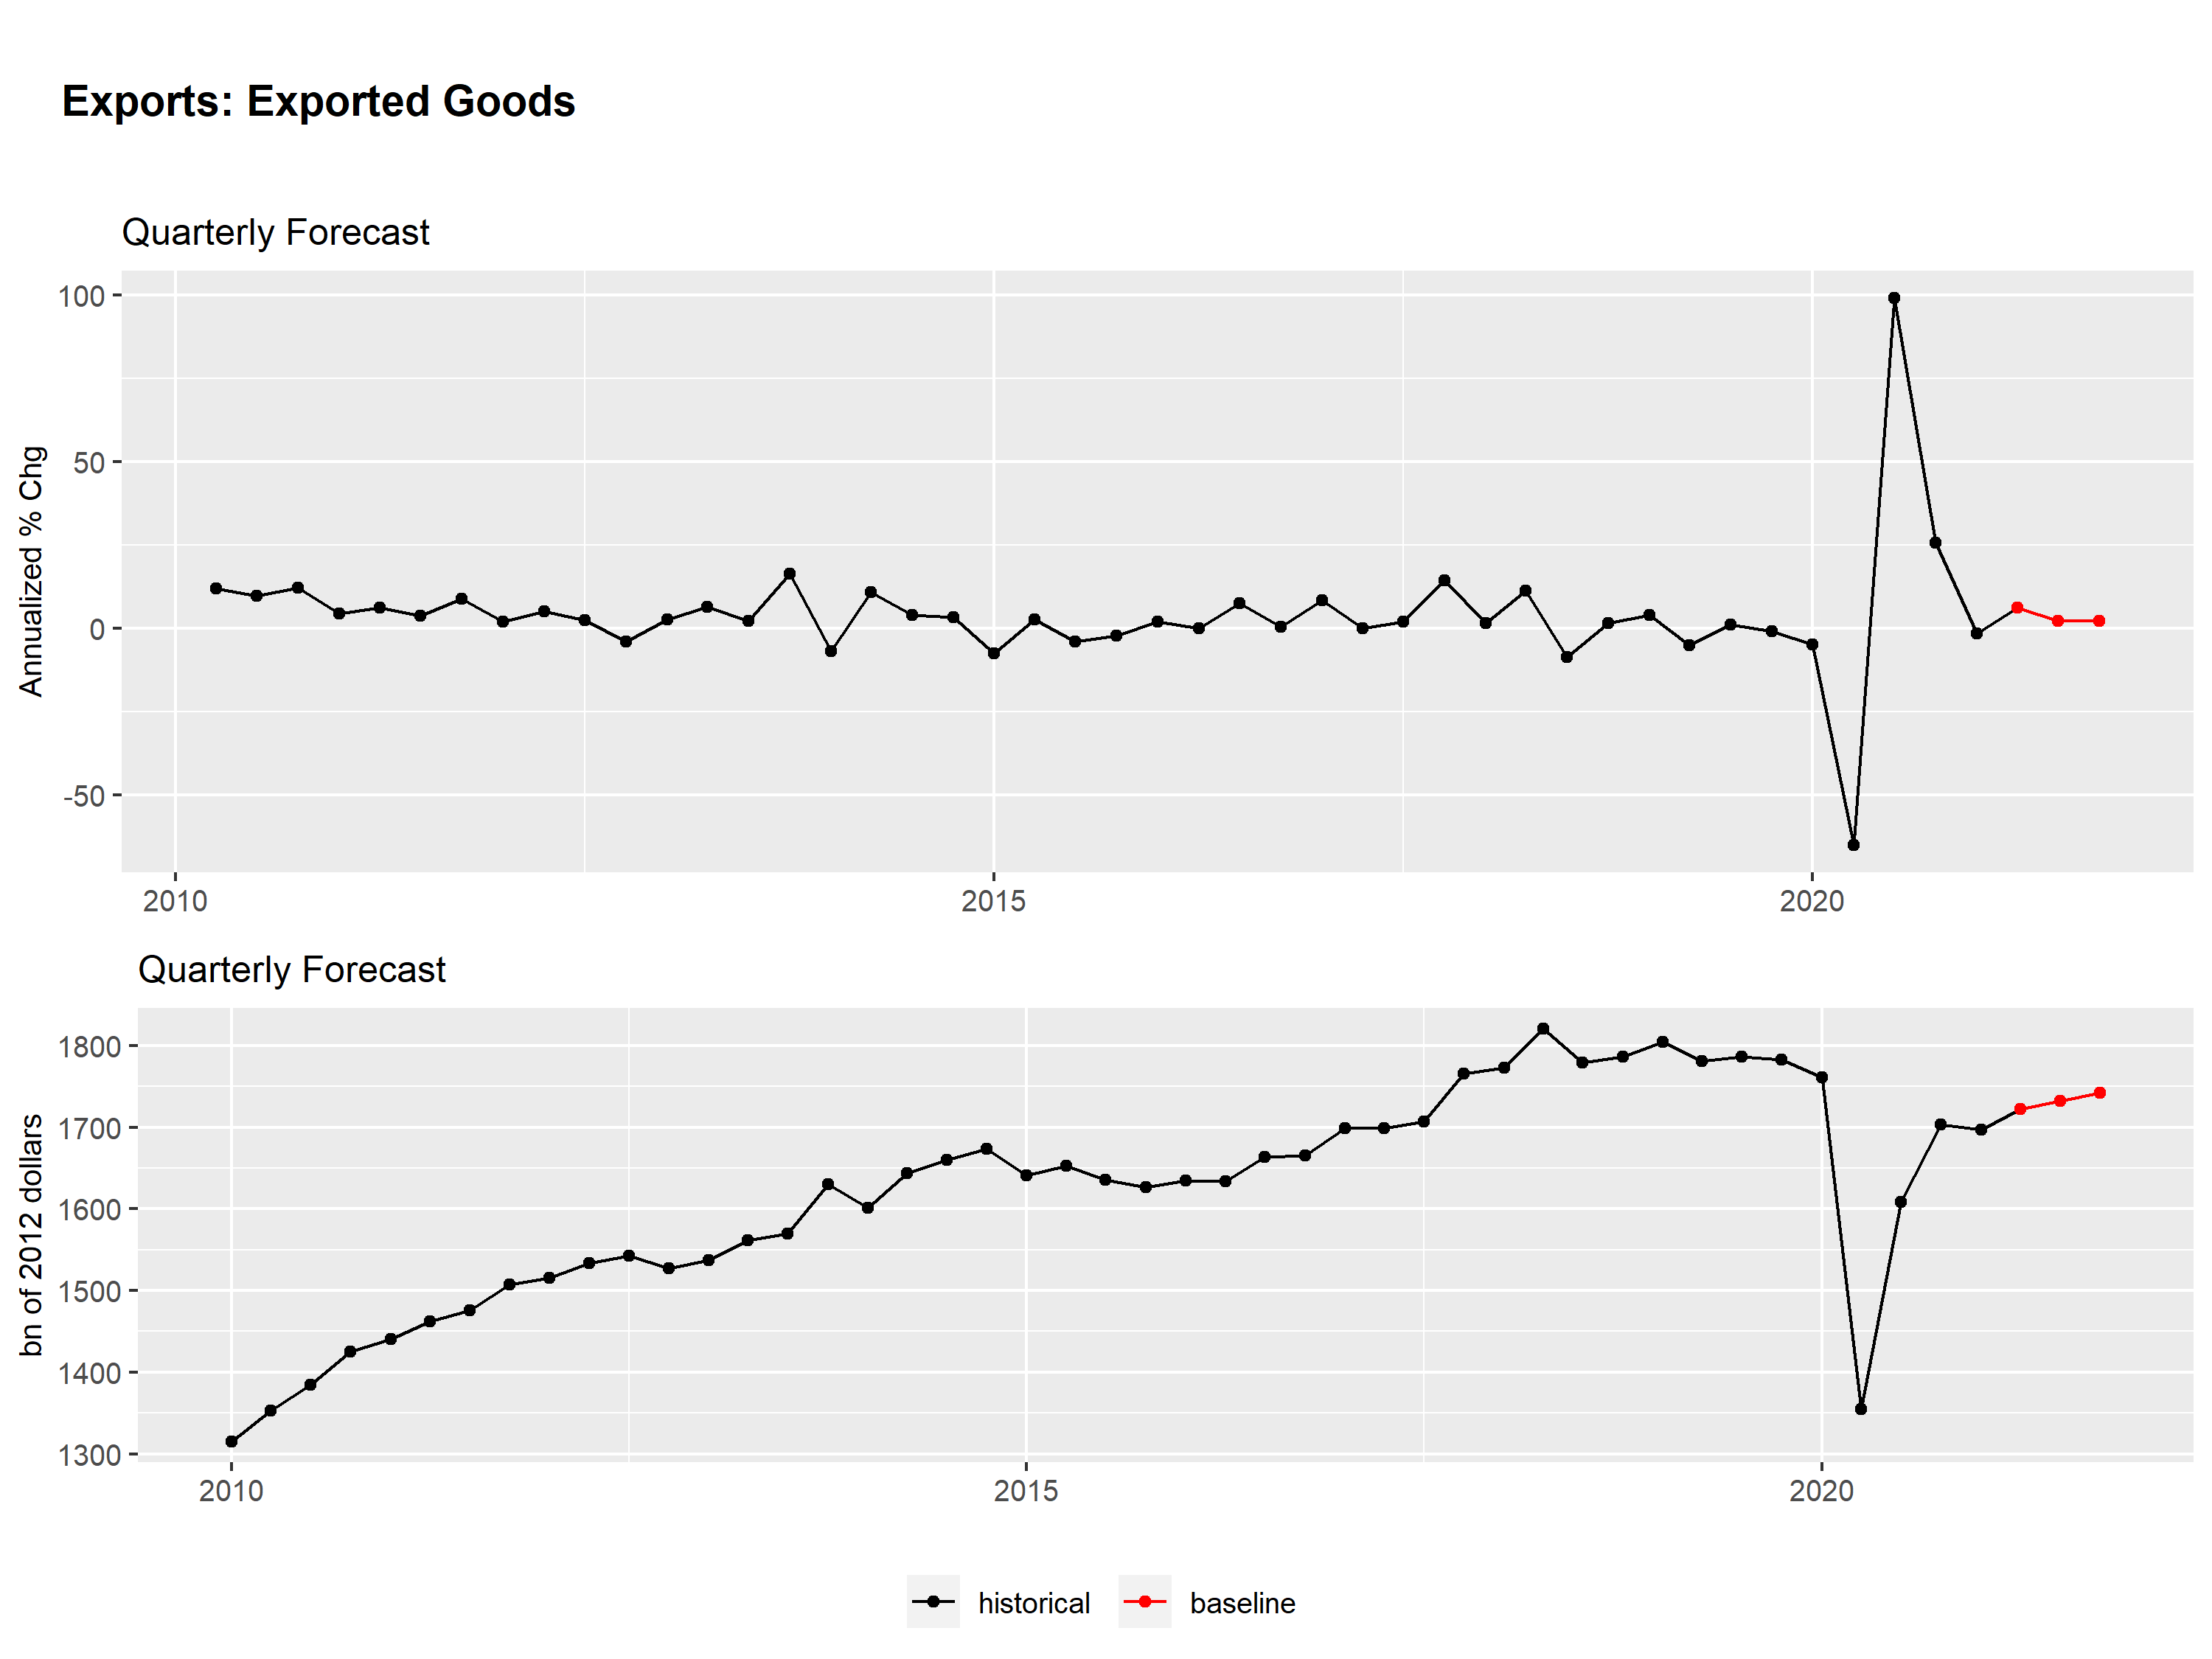 Exports: Exported Goods
Quarterly Forecast
Annualized % Chg
100
50
0
-50
2010
2015
2020
Quarterly Forecast
bn of 2012 dollars
1800
1700
1600
1500
1400
1300
2010
2015
2020
historical
baseline